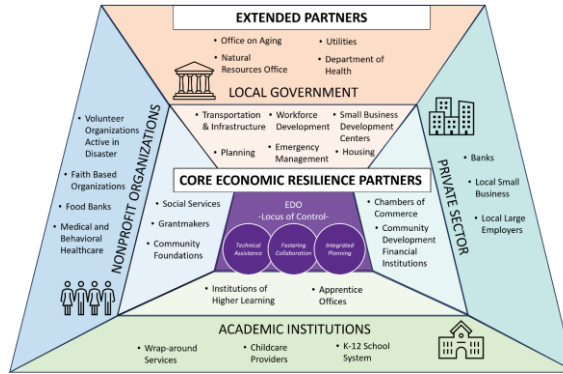 EXTENDED PARTNERS
• Office on Aging
• Utilities
• Natural
Resources Office
• Department of
Health
LOCAL GOVERNMENT
• Transportation
& Infrastructure
• Workforce
Development
• Small Business
Development
Centers
• Planning
• Emergency
Management
• Housing
NONPROFIT ORGANIZATIONS
• Volunteer
Organizations
Active in
Disaster
• Faith Based
Organizations
• Food Banks
• Medical and
Behavioral
Healthcare
CORE ECONOMIC RESILIENCE PARTNERS
• Social Services
• Grantmakers
• Community
Foundations
EDO
-Locus of Control-
Technical
Assistance
Fostering
Collaboration
Integrated
Planning
• Chambers of
Commerce
• Community
Development
Financial
Institutions
PRIVATE SECTOR
• Banks
• Local Small
Business
• Local Large
Employers
• Institutions of
Higher Learning
• Apprentice
Offices
ACADEMIC INSTITUTIONS
• Wrap-around
Services
• Childcare
Providers
• K-12 School
System